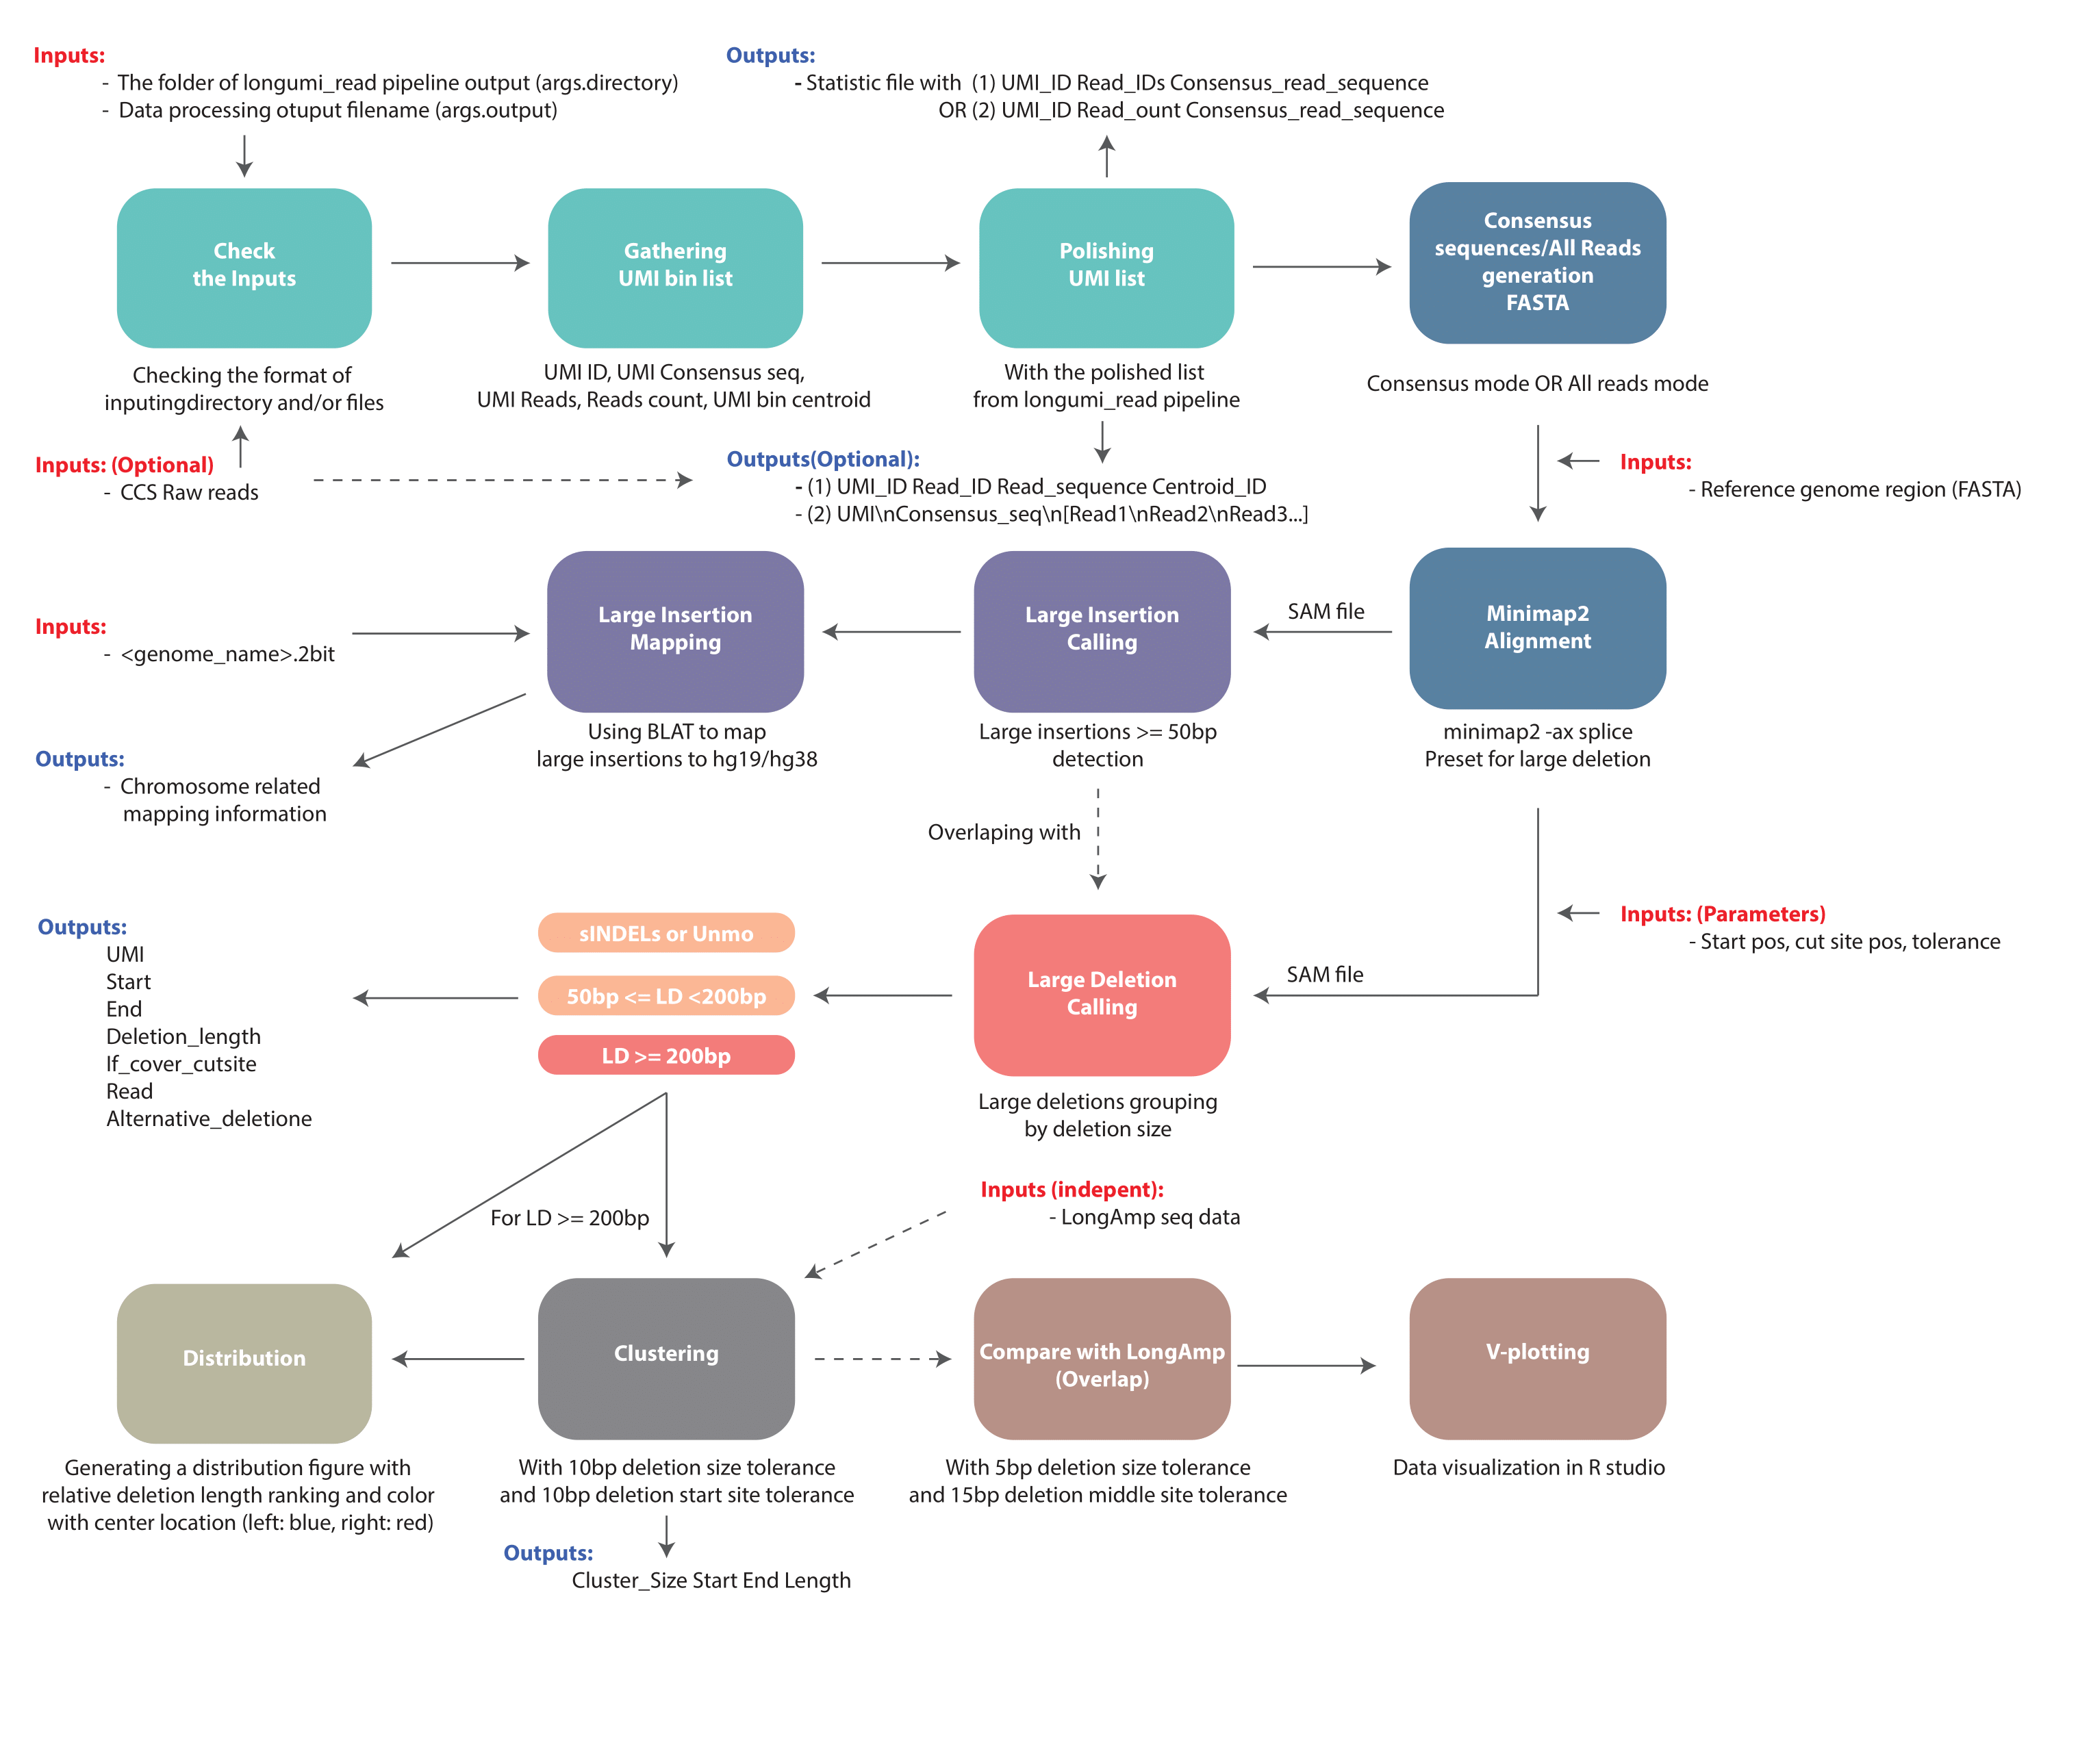 Inputs:
- The folder of longumi_read pipeline output (args.directory)
- Data processing otuput filename (args.output)
Outputs:
- Statistic file with (1) UMI_ID Read_IDs Consensus_read_sequence
OR (2) UMI_ID Read_ount Consensus_read_sequence
Check
the Inputs
Gathering
UMI bin list
Polishing
UMI list
Consensus
sequences/All Reads
generation
FASTA
Checking the format of
inputingdirectory and/or files
UMI ID, UMI Consensus seq,
UMI Reads, Reads count, UMI bin centroid
With the polished list
from longumi_read pipeline
Consensus mode OR All reads mode
Inputs: (Optional)
- CCS Raw reads
Outputs(Optional):
- (1) UMI_ID Read_ID Read_sequence Centroid_ID
- (2) UMI\nConsensus_seq\n[Read1\nRead2\nRead3...]
Inputs:
- Reference genome region (FASTA)
Inputs:
- <genome_name>.2bit
Large Insertion
Mapping
Large Insertion
Calling
SAM file
Minimap2
Alignment
Using BLAT to map
large insertions to hg19/hg38
Large insertions >= 50bp
detection
minimap2 -ax splice
Preset for large deletion
Outputs:
- Chromosome related
mapping information
Overlaping with
Outputs:
UMI
Start
End
Deletion_length
If_cover_cutsite
Read
Alternative_deletione
sINDELs or Unmo
50bp <= LD <200bp
LD >= 200bp
Large Deletion
Calling
SAM file
Inputs: (Parameters)
- Start pos, cut site pos, tolerance
Large deletions grouping
by deletion size
For LD >= 200bp
Inputs (indepent):
- LongAmp seq data
Distribution
Clustering
Compare with LongAmp
(Overlap)
V-plotting
Generating a distribution figure with
relative deletion length ranking and color
with center location (left: blue, right: red)
With 10bp deletion size tolerance
and 10bp deletion start site tolerance
With 5bp deletion size tolerance
and 15bp deletion middle site tolerance
Data visualization in R studio
Outputs:
Cluster_Size Start End Length